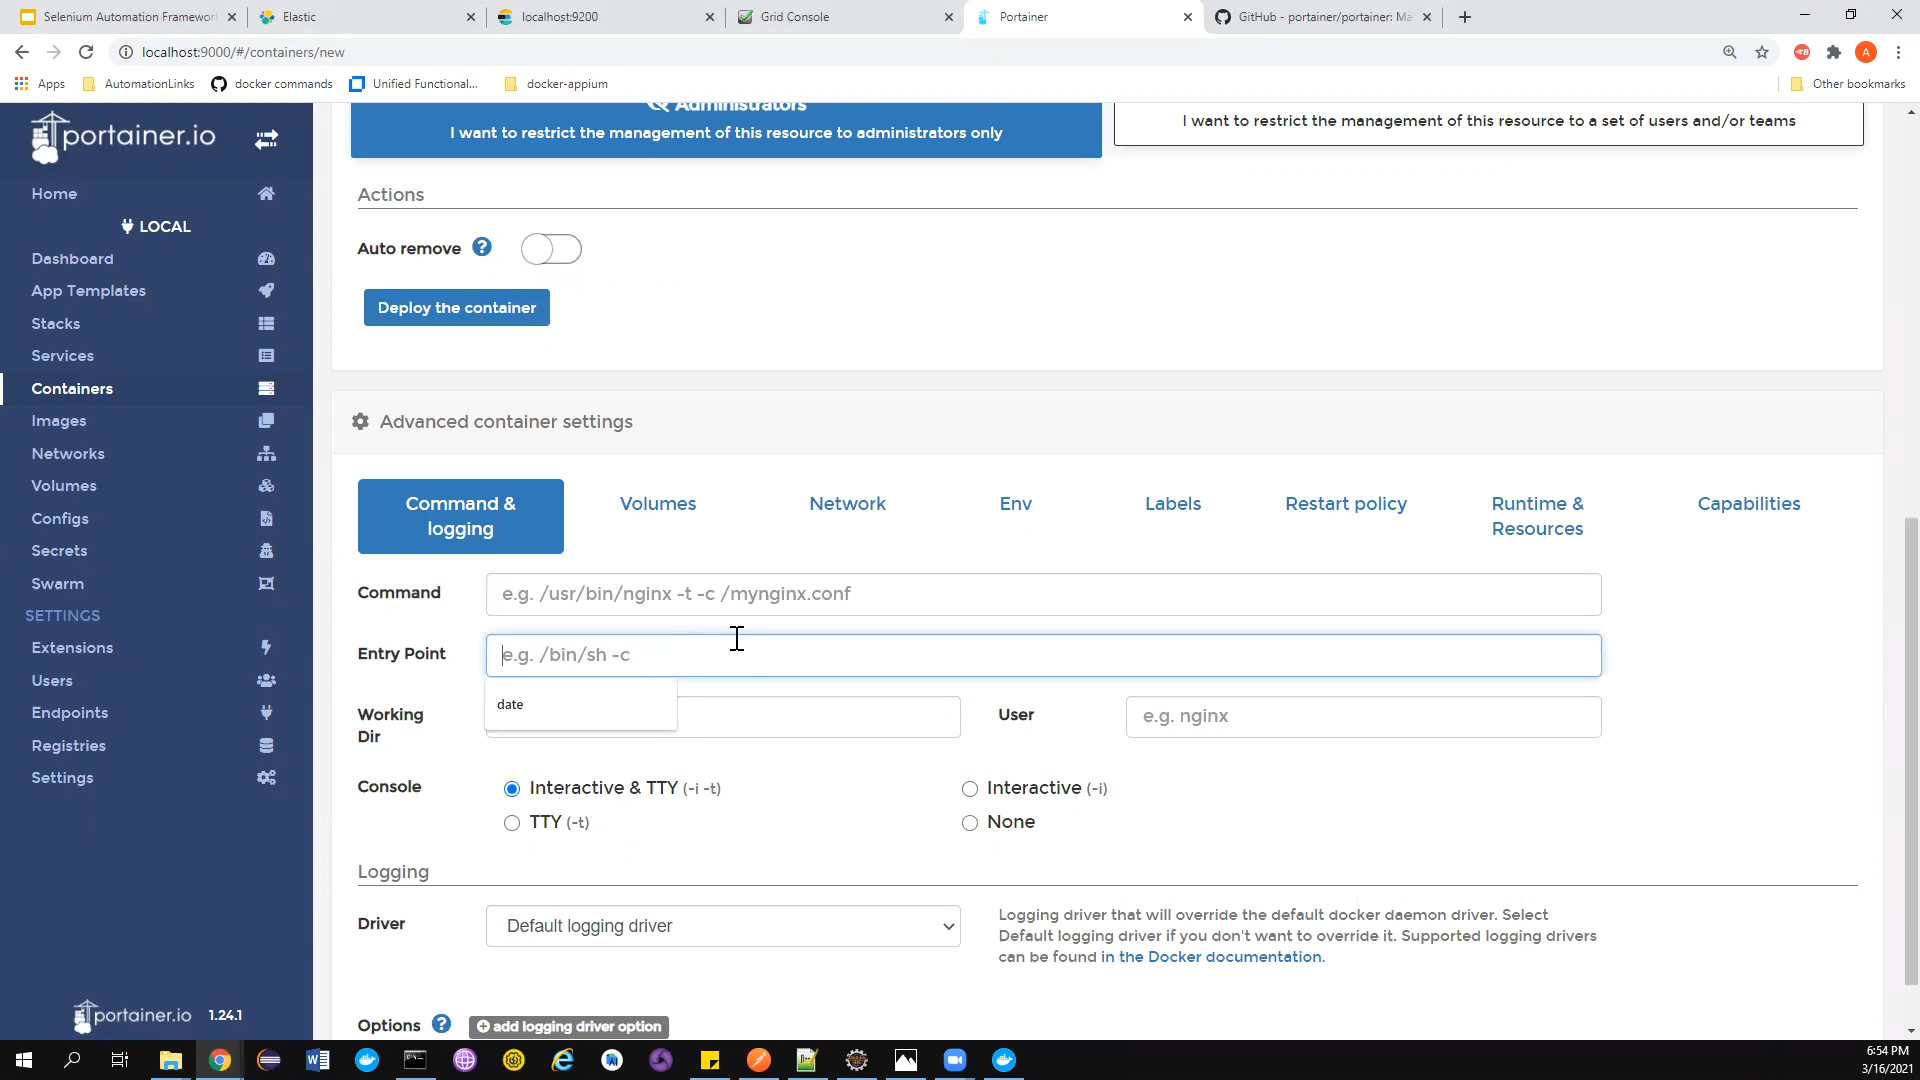 Selenium Automation Framewor
Elastic
localhost:9200
Grid Console
Portainer
GitHub - portainer/portainer: Ma
localhost:9000/#/containers/new
A
Apps
AutomationLinks
docker commands
Unified Functional...
docker-appium
Other bookmarks
portainer.io
Home
LOCAL
Dashboard
App Templates
Stacks
Services
Containers
Images
Networks
Volumes
Configs
Secrets
Swarm
SETTINGS
Extensions
Users
Endpoints
Registries
Settings
portainer.io 1.24.1
Administrators
I want to restrict the management of this resource to administrators only
I want to restrict the management of this resource to a set of users and/or teams
Actions
Auto remove
Deploy the container
Advanced container settings
Command &
logging
Volumes
Network
Env
Labels
Restart policy
Runtime &
Resources
Capabilities
Command
e.g. /usr/bin/nginx -t -c /mynginx.conf
Entry Point
e.g. /bin/sh -c
date
Working
Dir
User
e.g. nginx
Console
Interactive & TTY (-i -t)
Interactive (-i)
TTY (-t)
None
Logging
Driver
Default logging driver
Logging driver that will override the default docker daemon driver. Select
Default logging driver if you don't want to override it. Supported logging drivers
can be found in the Docker documentation.
Options
add logging driver option
6:54 PM
3/16/2021